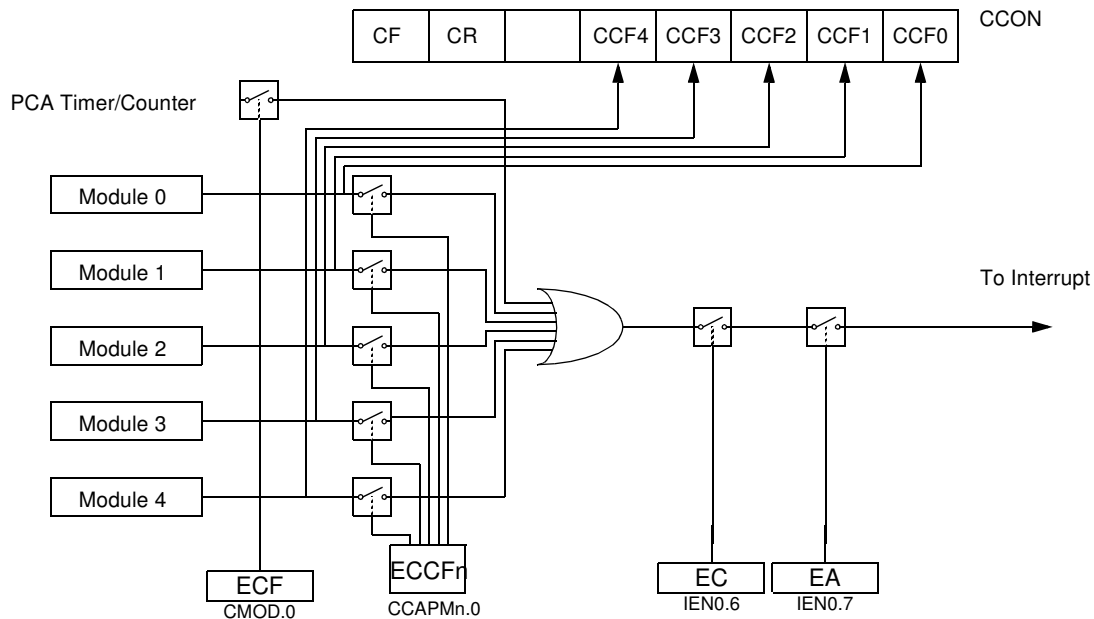 CCON
CF CR CCF4 CCF3 CCF2 CCF1 CCF0
PCA Timer/Counter
Module 0
Module 1
To Interrupt
Module 2
Module 3
Module 4
ECF
CMOD.0
ECCFn
CCAPMn.0
EC
IEN0.6
EA
IEN0.7